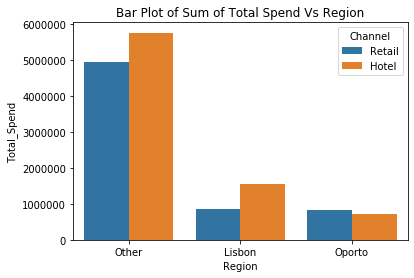 Bar Plot of Sum of Total Spend Vs Region
Total_Spend
6000000
5000000
4000000
3000000
2000000
1000000
0
Channel
Retail
Hotel
Other Lisbon Oporto
Region